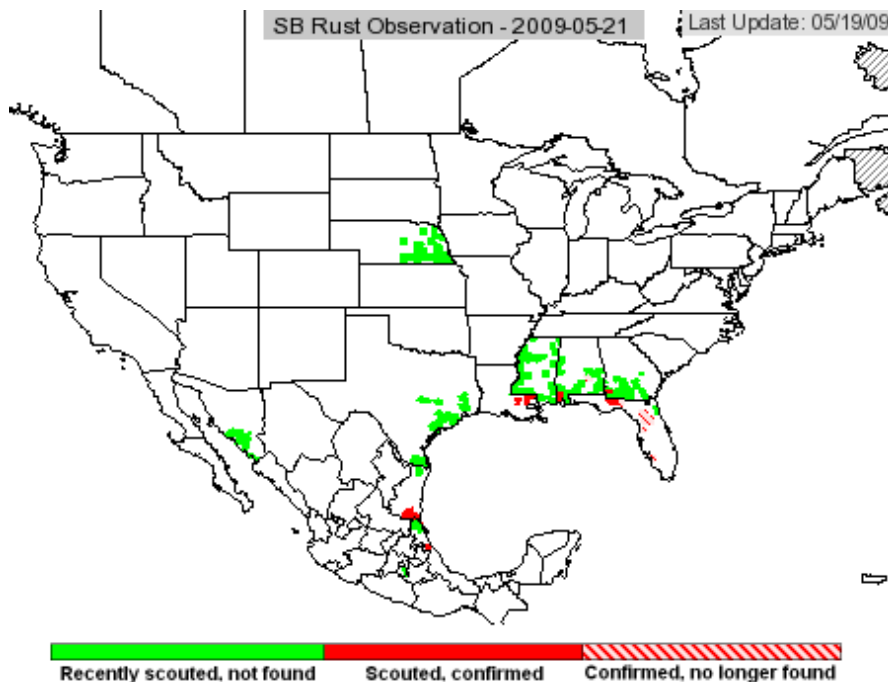 SB Rust Observation - 2009-05-21
Last Update: 05/19/09
Recently scouted, not found
Scouted, confirmed
Confirmed, no longer found